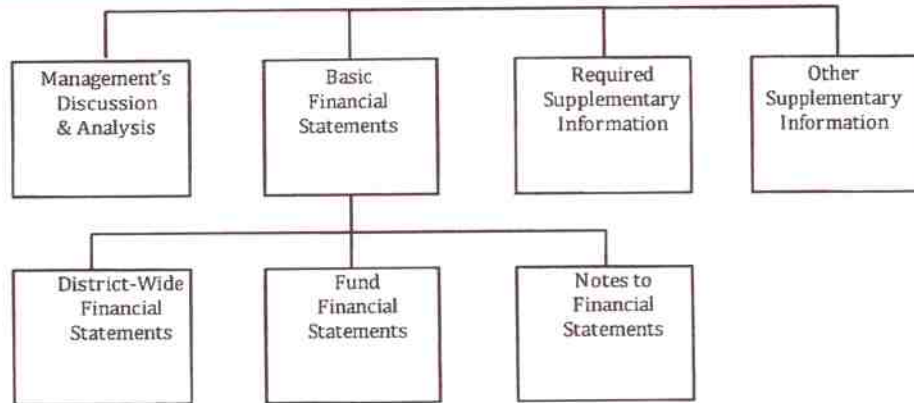 Management's
Discussion
& Analysis
Basic
Financial
Statements
Required
Supplementary
Information
Other
Supplementary
Information
District-Wide
Financial
Statements
Fund
Financial
Statements
Notes to
Financial
Statements